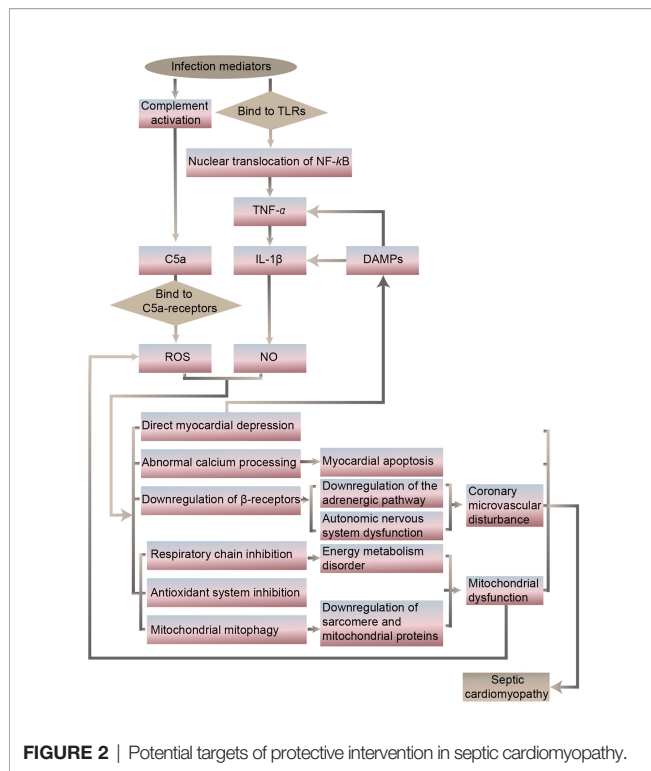 Infection mediators
Complement
activation
Bind to TLRs
Nuclear translocation of NF-kB
TNF-α
C5a
IL-1β
DAMPs
Bind to
C5a-receptors
ROS
NO
Direct myocardial depression
Abnormal calcium processing
Myocardial apoptosis
Downregulation of β-receptors
Downregulation of the
adrenergic pathway
Autonomic nervous
system dysfunction
Coronary
microvascular
disturbance
Respiratory chain inhibition
Energy metabolism
disorder
Antioxidant system inhibition
Mitochondrial
dysfunction
Mitochondrial mitophagy
Downregulation of
sarcomere and
mitochondrial proteins
Septic
cardiomyopathy
FIGURE 2 | Potential targets of protective intervention in septic cardiomyopathy.